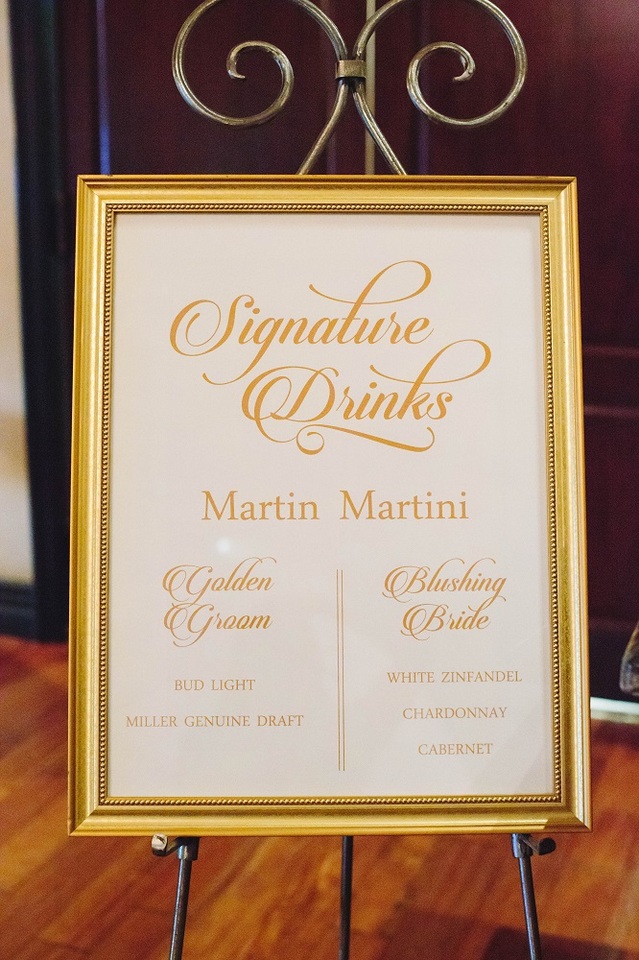 Signature
Drinks
Martin Martini
Golden
Groom
BUD LIGHT
MILLER GENUINE DRAFT
Blushing
Bride
WHITE ZINFANDEL
CHARDONNAY
CABERNET